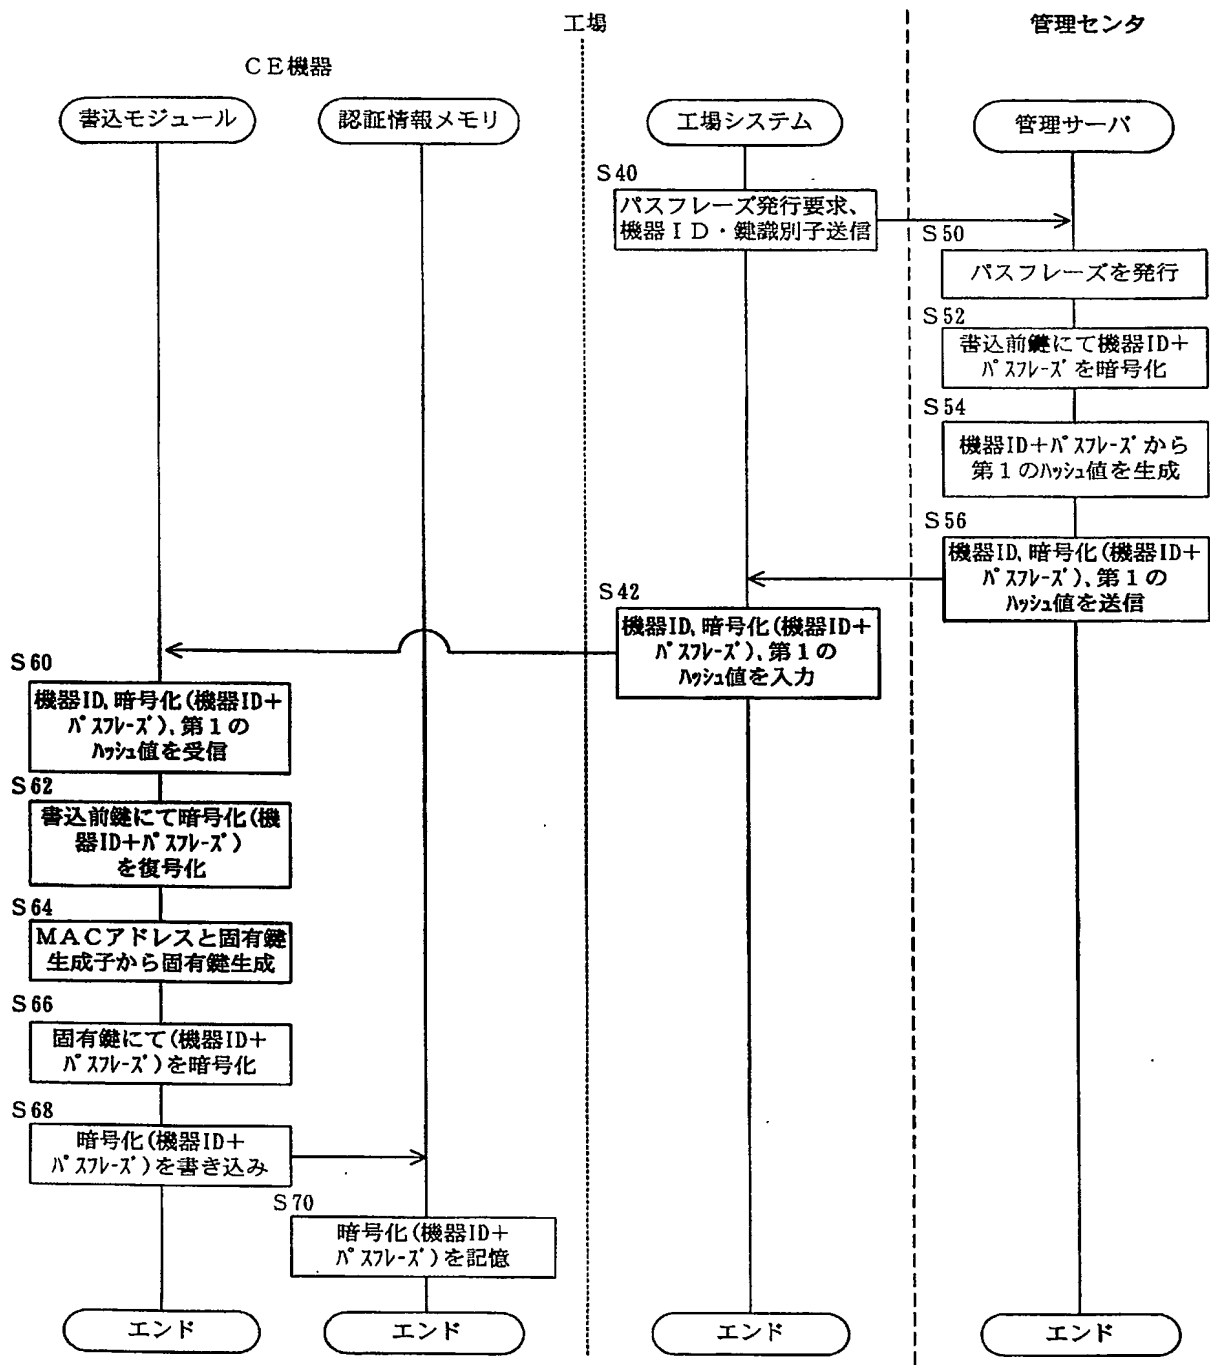 工場
管理センタ
CE機器
書込モジュール
認証情報メモリ
工場システム
管理サーバ
S40
パスフレーズ発行要求、
機器ID・鍵識別子送信
S50
パスフレーズを発行
S52
書込前鍵にて機器ID+
ﾊﾟｽﾌﾚｰｽﾞを暗号化
S54
機器ID+ﾊﾟｽﾌﾚｰｽﾞから
第1のﾊｯｼｭ値を生成
S56
機器ID、暗号化(機器ID+
ﾊﾟｽﾌﾚｰｽﾞ)、第1の
ﾊｯｼｭ値を送信
S42
機器ID、暗号化(機器ID+
ﾊﾟｽﾌﾚｰｽﾞ)、第1の
ﾊｯｼｭ値を入力
S60
機器ID、暗号化(機器ID+
ﾊﾟｽﾌﾚｰｽﾞ)、第1の
ﾊｯｼｭ値を受信
S62
書込前鍵にて暗号化(機
器ID+ﾊﾟｽﾌﾚｰｽﾞ)
を復号化
S64
MACアドレスと固有鍵
生成子から固有鍵生成
S66
固有鍵にて(機器ID+
ﾊﾟｽﾌﾚｰｽﾞ)を暗号化
S68
暗号化(機器ID+
ﾊﾟｽﾌﾚｰｽﾞ)を書き込み
S70
暗号化(機器ID+
ﾊﾟｽﾌﾚｰｽﾞ)を記憶
エンド
エンド
エンド
エンド